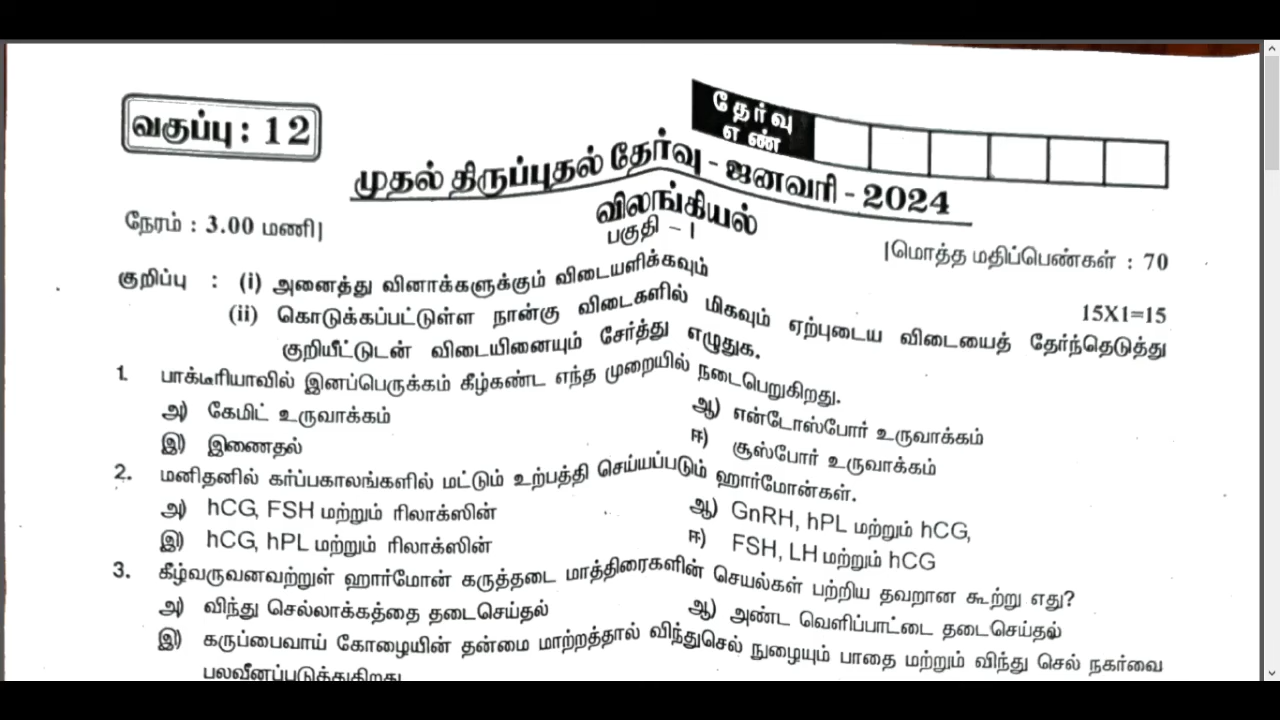 வகுப்பு : 12
தேர்வு எண்
முதல் திருப்புதல் தேர்வு - ஜனவரி - 2024
விலங்கியல்
நேரம் : 3.00 மணி|
பகுதி - I
|மொத்த மதிப்பெண்கள் : 70
குறிப்பு : (i) அனைத்து வினாக்களுக்கும் விடையளிக்கவும்
15X1=15
(ii) கொடுக்கப்பட்டுள்ள நான்கு விடைகளில் மிகவும் ஏற்புடைய விடையைத் தேர்ந்தெடுத்து
குறியீட்டுடன் விடையினையும் சேர்த்து எழுதுக.
1. பாக்டீரியாவில் இனப்பெருக்கம் கீழ்கண்ட எந்த முறையில் நடைபெறுகிறது.
அ) கேமிட் உருவாக்கம் ஆ) என்டோஸ்போர் உருவாக்கம்
இ) இணைதல் ஈ) சூஸ்போர் உருவாக்கம்
2. மனிதனில் கர்ப்பகாலங்களில் மட்டும் உற்பத்தி செய்யப்படும் ஹார்மோன்கள்.
அ) hCG, FSH மற்றும் ரிலாக்ஸின் ஆ) GnRH, hPL மற்றும் hCG,
இ) hCG, hPL மற்றும் ரிலாக்ஸின் ஈ) FSH, LH மற்றும் hCG
3. கீழ்வருவனவற்றுள் ஹார்மோன் கருத்தடை மாத்திரைகளின் செயல்கள் பற்றிய தவறான கூற்று எது?
அ) விந்து செல்லாக்கத்தை தடைசெய்தல் ஆ) அண்ட வெளிப்பாட்டை தடைசெய்தல்
இ) கருப்பைவாய் கோழையின் தன்மை மாற்றத்தால் விந்துசெல் நுழையும் பாதை மற்றும் விந்து செல் நகர்வை
பலவீனப்படுத்துகிறது